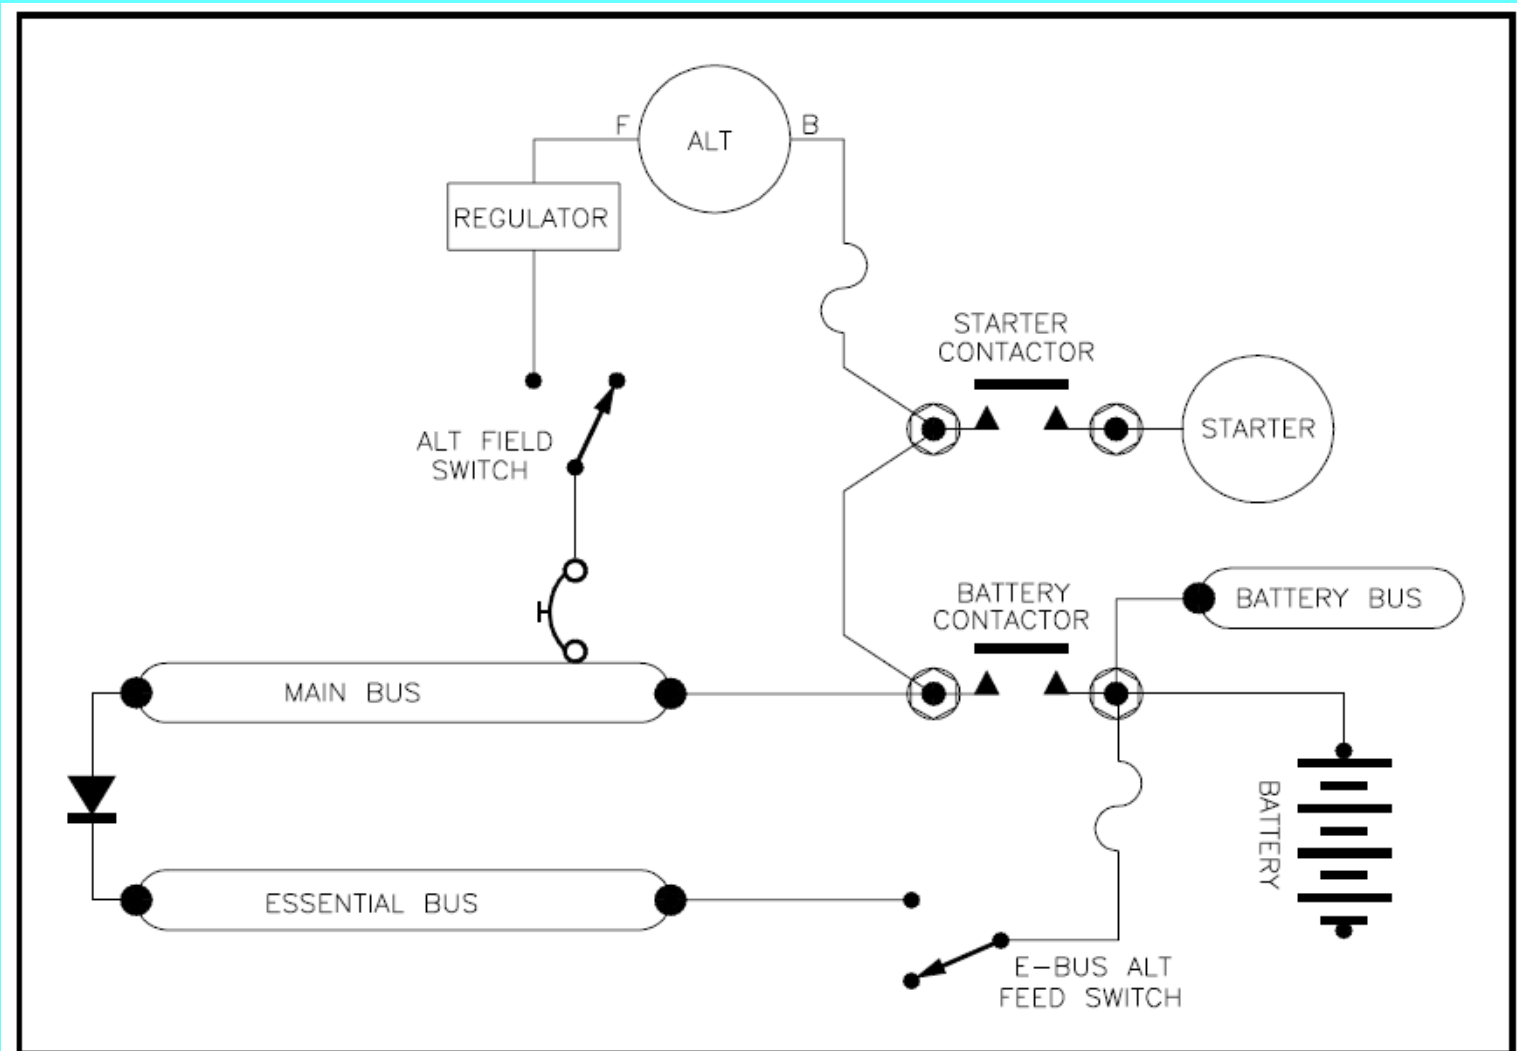 F
ALT
B
REGULATOR
STARTER
CONTACTOR
STARTER
ALT FIELD
SWITCH
BATTERY
CONTACTOR
BATTERY BUS
MAIN BUS
BATTERY
ESSENTIAL BUS
E-BUS ALT
FEED SWITCH